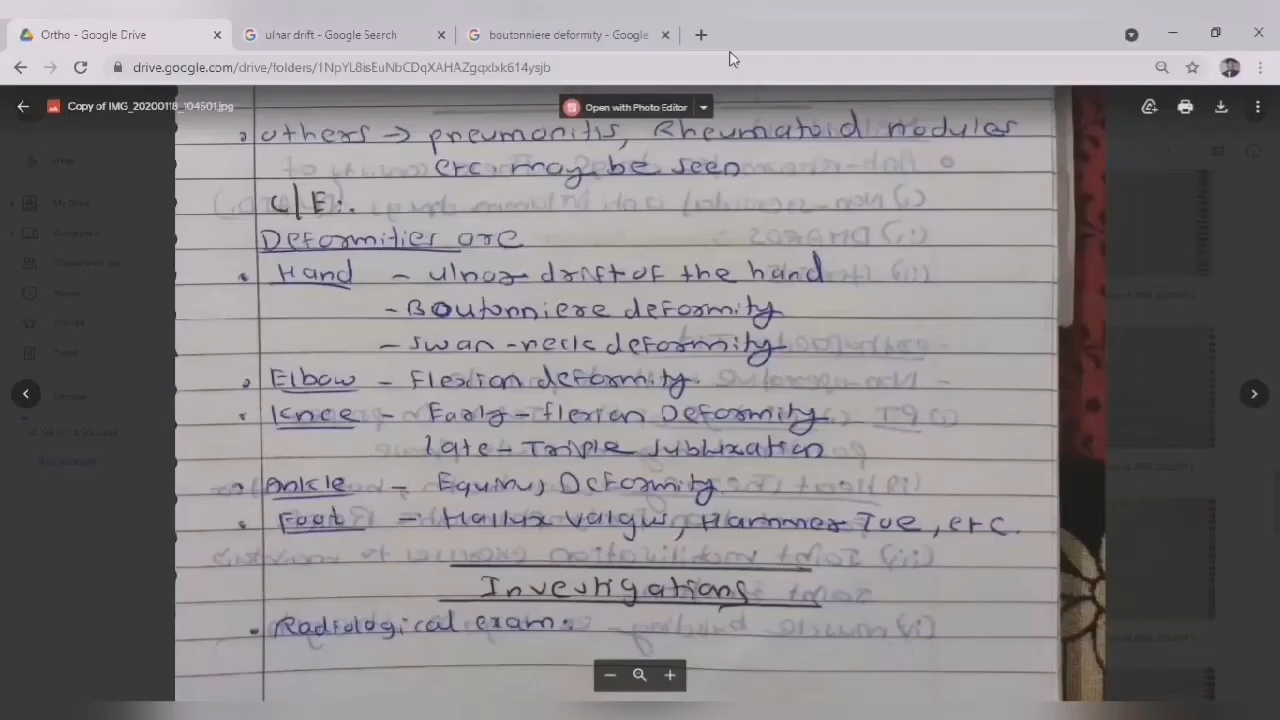 Ortho - Google Drive
ulnar drift - Google Search
boutonniere deformity - Google
drive.google.com/drive/folders/1NpYL8isEuNbCDqXAHAZgqxlxk614ysjb
Copy of IMG_20200118_104501.jpg
Open with Photo Editor
• others → pneumonitis, Rheumatoid nodules
etc may be seen
C/E:.
Deformities are
• Hand - ulnar drift of the hand
- Boutonniere deformity
- swan-neck deformity
• Elbow - Flexion deformity.
• Knee - Early - flexion Deformity
late - Triple subluxation
• Ankle - Equinus Deformity
• Foot - Hallux valgus, Hammer Toe, etc.
Investigations
• Radiological exam: